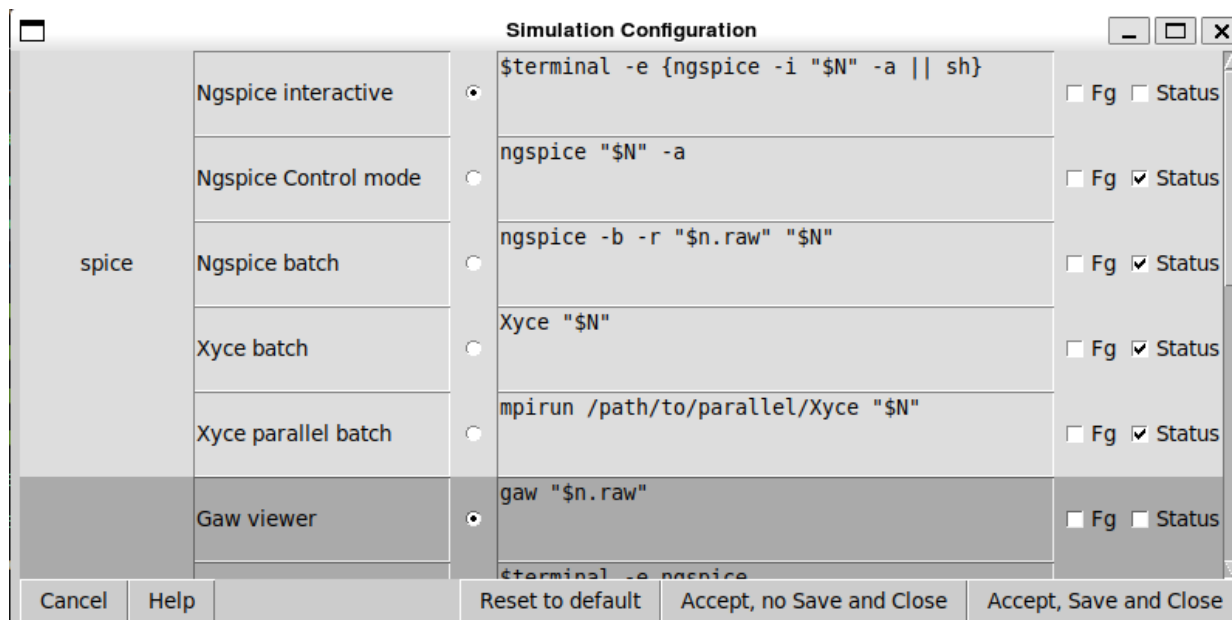 Simulation Configuration
Ngspice interactive
$terminal -e {ngspice -i "$N" -a || sh}
Fg Status
Ngspice Control mode
ngspice "$N" -a
Fg Status
spice
Ngspice batch
ngspice -b -r "$n.raw" "$N"
Fg Status
Xyce batch
Xyce "$N"
Fg Status
Xyce parallel batch
mpirun /path/to/parallel/Xyce "$N"
Fg Status
Gaw viewer
gaw "$n.raw"
Fg Status
$terminal -e ngspice
Cancel Help Reset to default Accept, no Save and Close Accept, Save and Close